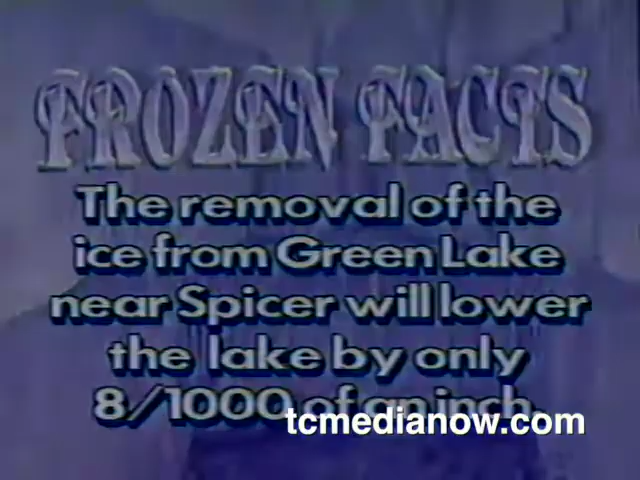 FROZEN FACTS
The removal of the
ice from Green Lake
near Spicer will lower
the lake by only
8/1000 of an inch.
tcmedianow.com